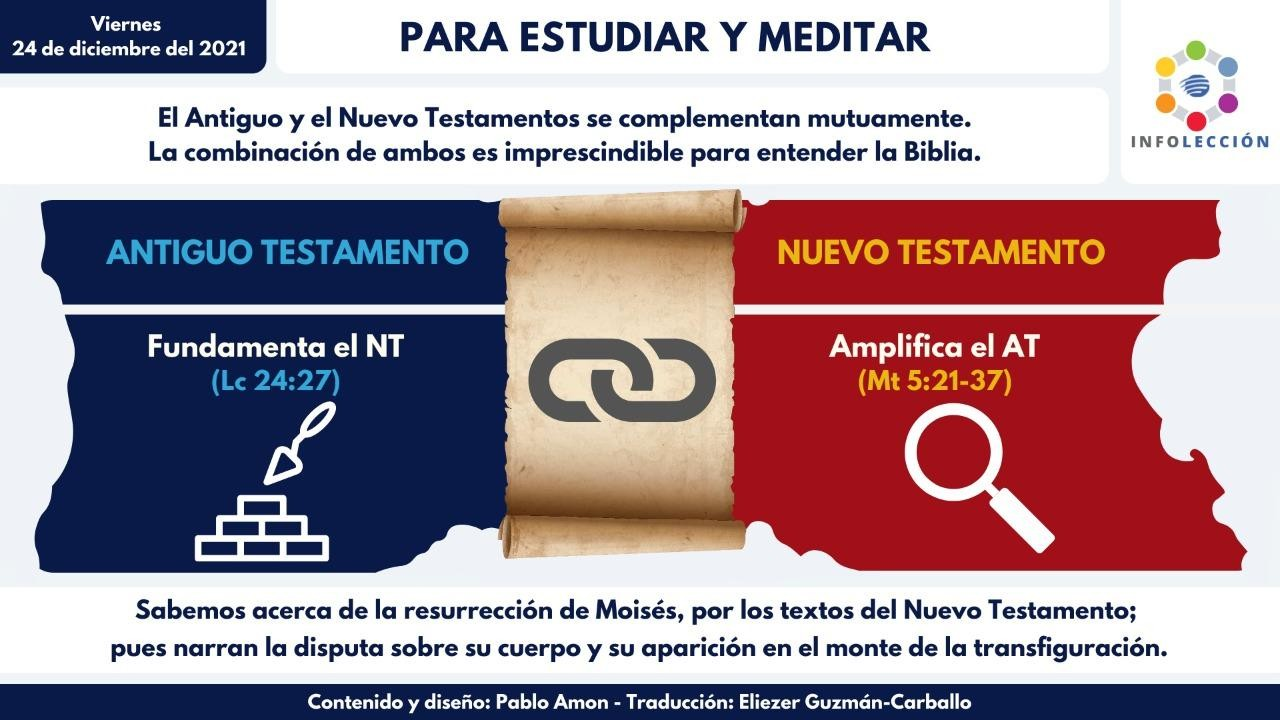 Viernes
24 de diciembre del 2021
PARA ESTUDIAR Y MEDITAR
El Antiguo y el Nuevo Testamentos se complementan mutuamente.
La combinación de ambos es imprescindible para entender la Biblia.
INFOLECCIÓN
ANTIGUO TESTAMENTO
Fundamenta el NT
(Lc 24:27)
NUEVO TESTAMENTO
Amplifica el AT
(Mt 5:21-37)
Sabemos acerca de la resurrección de Moisés, por los textos del Nuevo Testamento;
pues narran la disputa sobre su cuerpo y su aparición en el monte de la transfiguración.
Contenido y diseño: Pablo Amon - Traducción: Eliezer Guzmán-Carballo